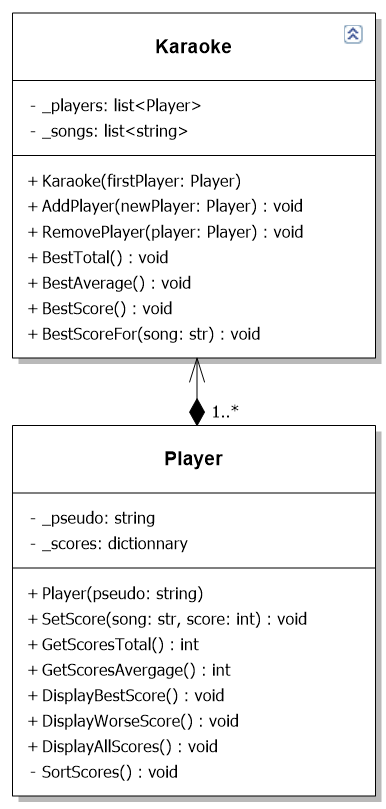 Karaoke
- _players: list<Player>
- _songs: list<string>
+ Karaoke(firstPlayer: Player)
+ AddPlayer(newPlayer: Player) : void
+ RemovePlayer(player: Player) : void
+ BestTotal() : void
+ BestAverage() : void
+ BestScore() : void
+ BestScoreFor(song: str) : void
1..*
Player
- _pseudo: string
- _scores: dictionnary
+ Player(pseudo: string)
+ SetScore(song: str, score: int) : void
+ GetScoresTotal() : int
+ GetScoresAvergage() : int
+ DisplayBestScore() : void
+ DisplayWorseScore() : void
+ DisplayAllScores() : void
- SortScores() : void